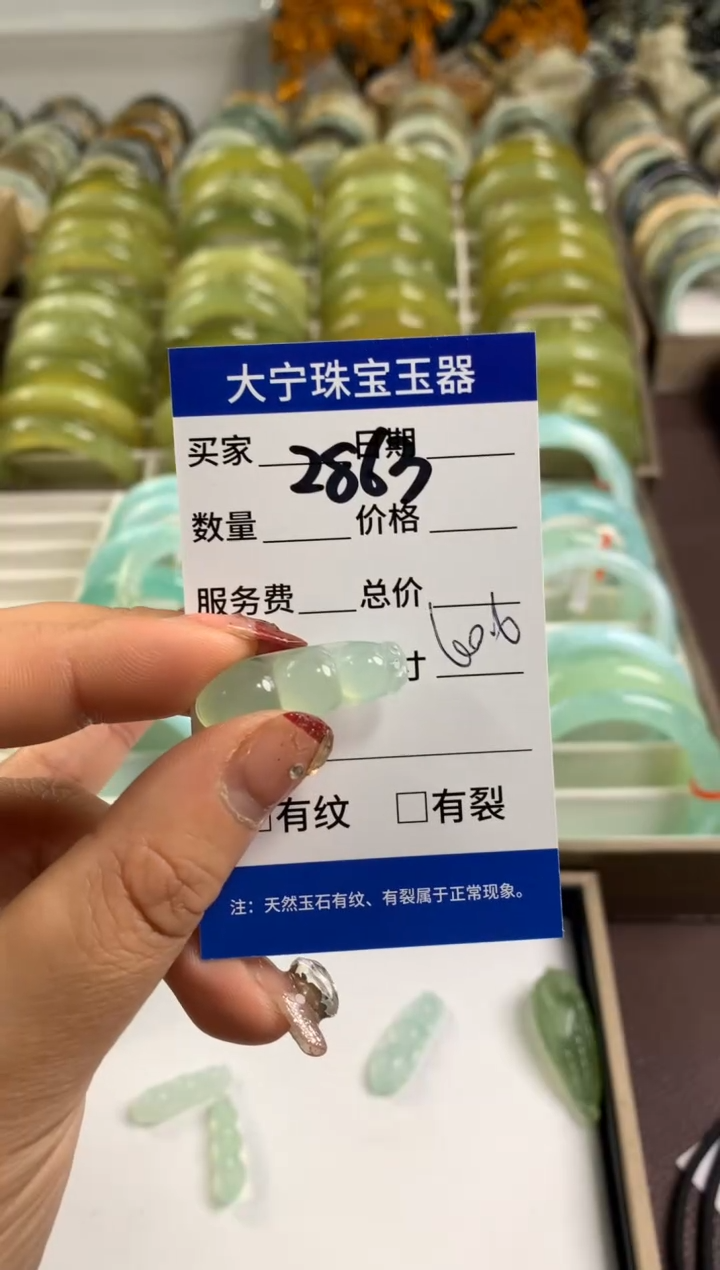 大宁珠宝玉器
买家 日期
2863
数量 价格
服务费 总价
寸
□有纹 □有裂
注：天然玉石有纹、有裂属于正常现象。